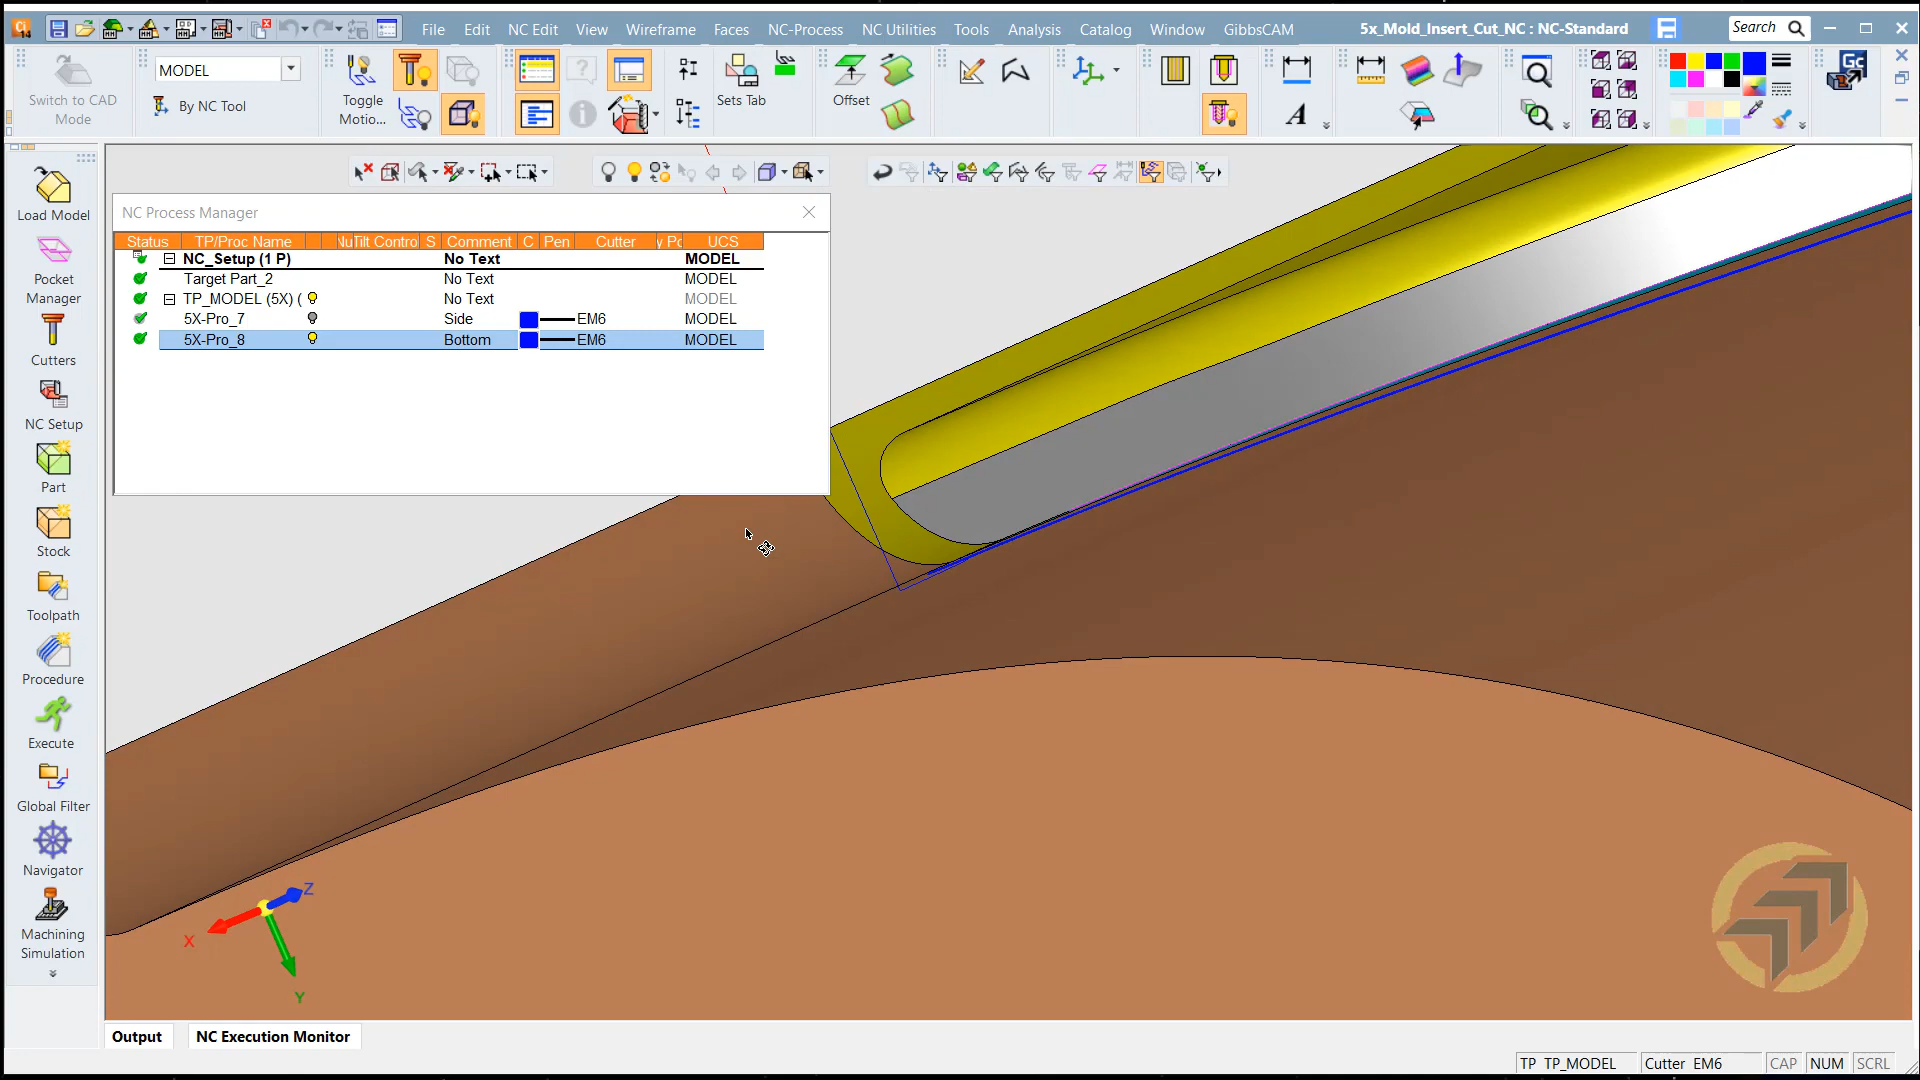 File Edit NC Edit View Wireframe Faces NC-Process NC Utilities Tools Analysis Catalog Window GibbsCAM
5x_Mold_Insert_Cut_NC : NC-Standard
Search
Switch to CAD
Mode
MODEL
By NC Tool
Toggle
Motio...
Sets Tab
Offset
A
Gc
Load Model
Pocket
Manager
Cutters
NC Setup
Part
Stock
Toolpath
Procedure
Execute
Global Filter
Navigator
Machining
Simulation
NC Process Manager
Status TP/Proc Name Nu Tilt Contro S Comment C Pen Cutter y Po UCS
NC_Setup (1 P) No Text MODEL
Target Part_2 No Text MODEL
TP_MODEL (5X) ( No Text MODEL
5X-Pro_7 Side EM6 MODEL
5X-Pro_8 Bottom EM6 MODEL
Z
X
Y
Output NC Execution Monitor
TP TP_MODEL Cutter EM6 CAP NUM SCRL